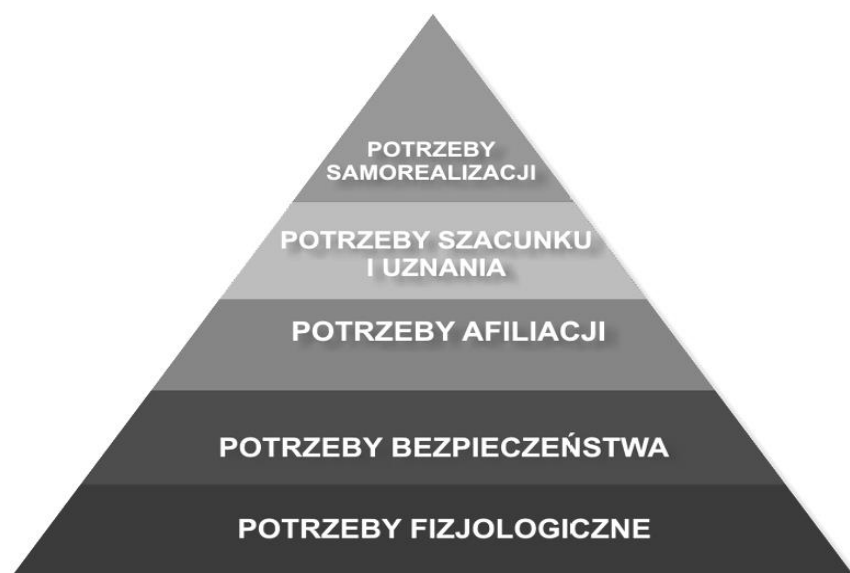 POTRZEBY
SAMOREALIZACJI
POTRZEBY SZACUNKU
I UZNANIA
POTRZEBY AFILIACJI
POTRZEBY BEZPIECZEŃSTWA
POTRZEBY FIZJOLOGICZNE